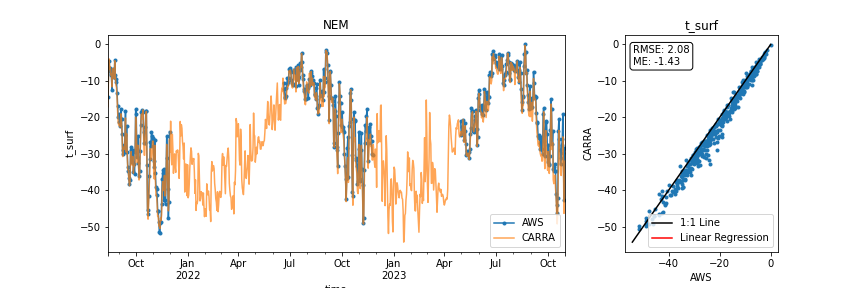 NEM
t_surf
0
−10
−20
−30
−40
−50
t_surf
AWS
CARRA
Oct
Jan
2022
Apr
Jul
Oct
Jan
2023
Apr
Jul
Oct
time
t_surf
RMSE: 2.08
ME: -1.43
0
−10
−20
−30
−40
−50
CARRA
1:1 Line
Linear Regression
−40
−20
0
AWS